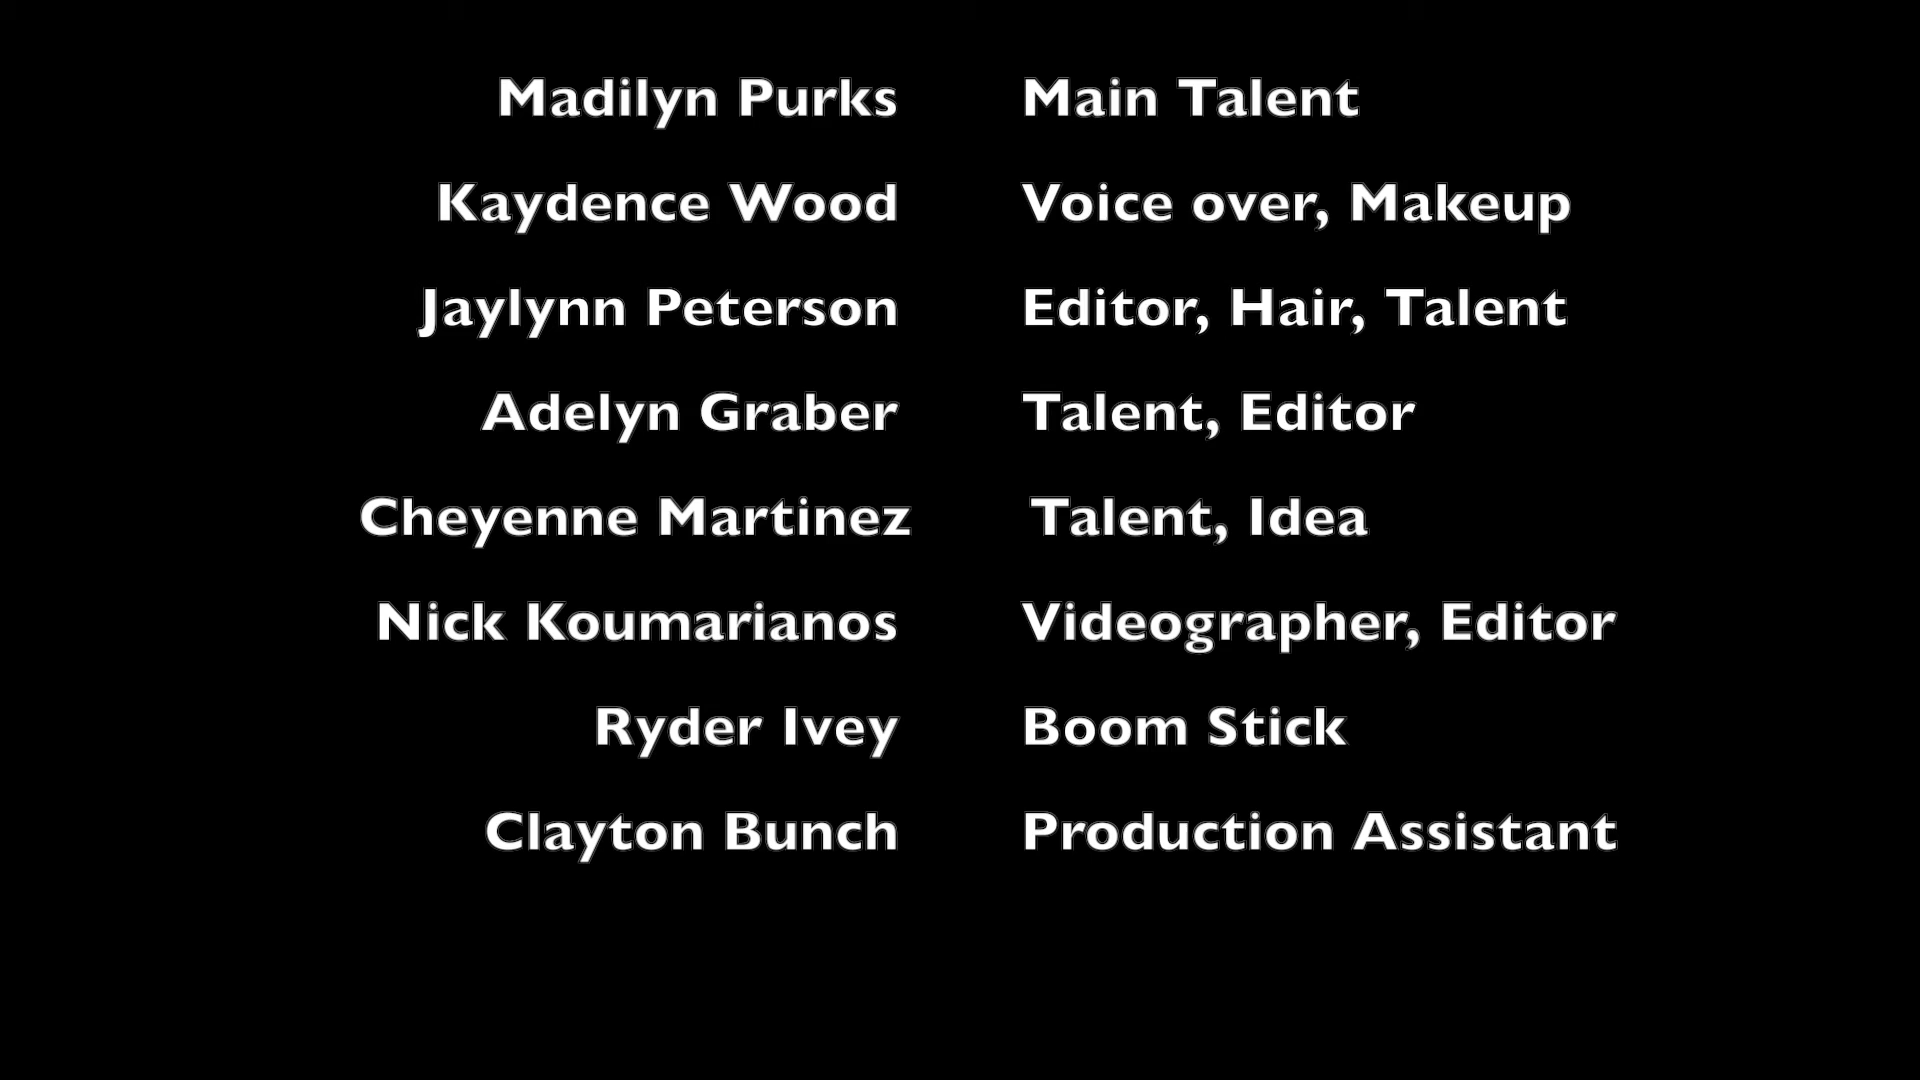 Madilyn Purks Main Talent
Kaydence Wood Voice over, Makeup
Jaylynn Peterson Editor, Hair, Talent
Adelyn Graber Talent, Editor
Cheyenne Martinez Talent, Idea
Nick Koumarianos Videographer, Editor
Ryder Ivey Boom Stick
Clayton Bunch Production Assistant